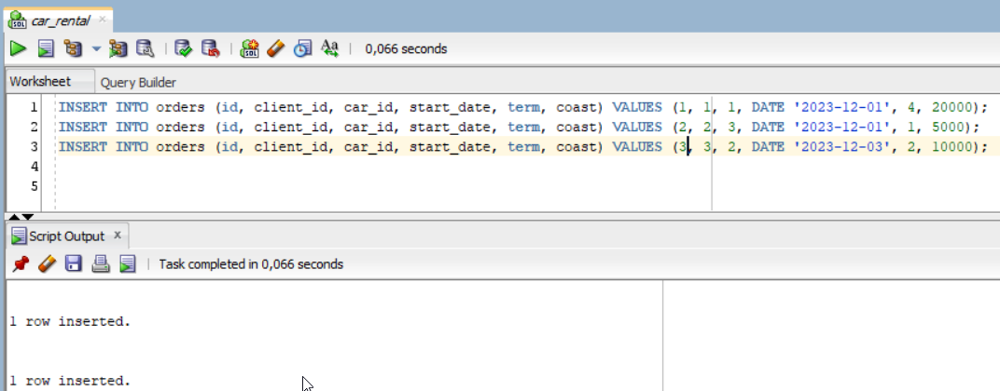 car_rental
0,066 seconds
Worksheet Query Builder
1 INSERT INTO orders (id, client_id, car_id, start_date, term, coast) VALUES (1, 1, 1, DATE '2023-12-01', 4, 20000);
2 INSERT INTO orders (id, client_id, car_id, start_date, term, coast) VALUES (2, 2, 3, DATE '2023-12-01', 1, 5000);
3 INSERT INTO orders (id, client_id, car_id, start_date, term, coast) VALUES (3, 3, 2, DATE '2023-12-03', 2, 10000);
4
5
Script Output x
Task completed in 0,066 seconds
1 row inserted.
1 row inserted.